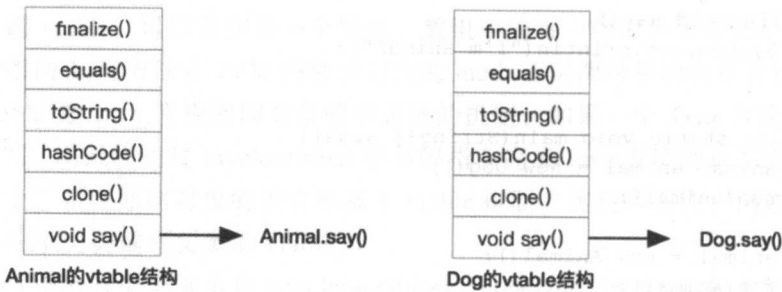 finalize()
equals()
toString()
hashCode()
clone()
void say()
Animal.say()
Animal的vtable结构
finalize()
equals()
toString()
hashCode()
clone()
void say()
Dog.say()
Dog的vtable结构